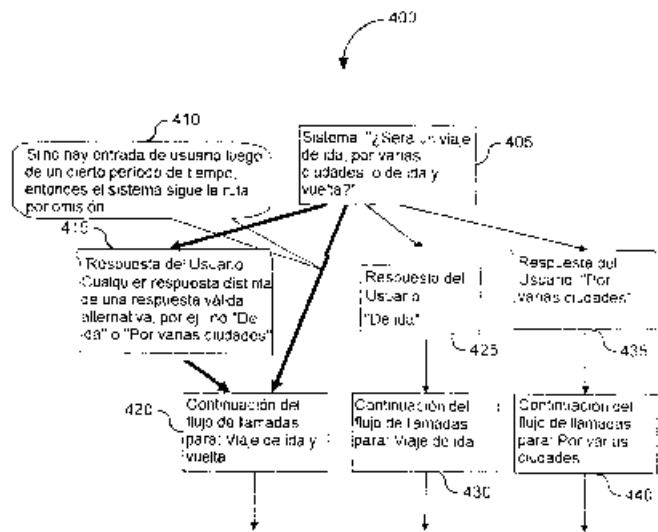 400
410
Si no hay entrada de usuario luego
de un cierto período de tiempo,
entonces el sistema sigue la ruta
por omisión
Sistema: "¿Será un viaje
de ida, por varias
ciudades, o de ida y
vuelta?"
405
415
Respuesta del Usuario
Cualquier respuesta distinta
de una respuesta válida
alternativa, por ej. no "De
ida" o "Por varias ciudades"
Respuesta del
Usuario
"De ida"
425
Respuesta del
Usuario: "Por
varias ciudades"
435
420
Continuación del
flujo de llamadas
para: Viaje de ida y
vuelta
Continuación del
flujo de llamadas
para: Viaje de ida
430
Continuación del
flujo de llamadas
para: Por varias
ciudades
440